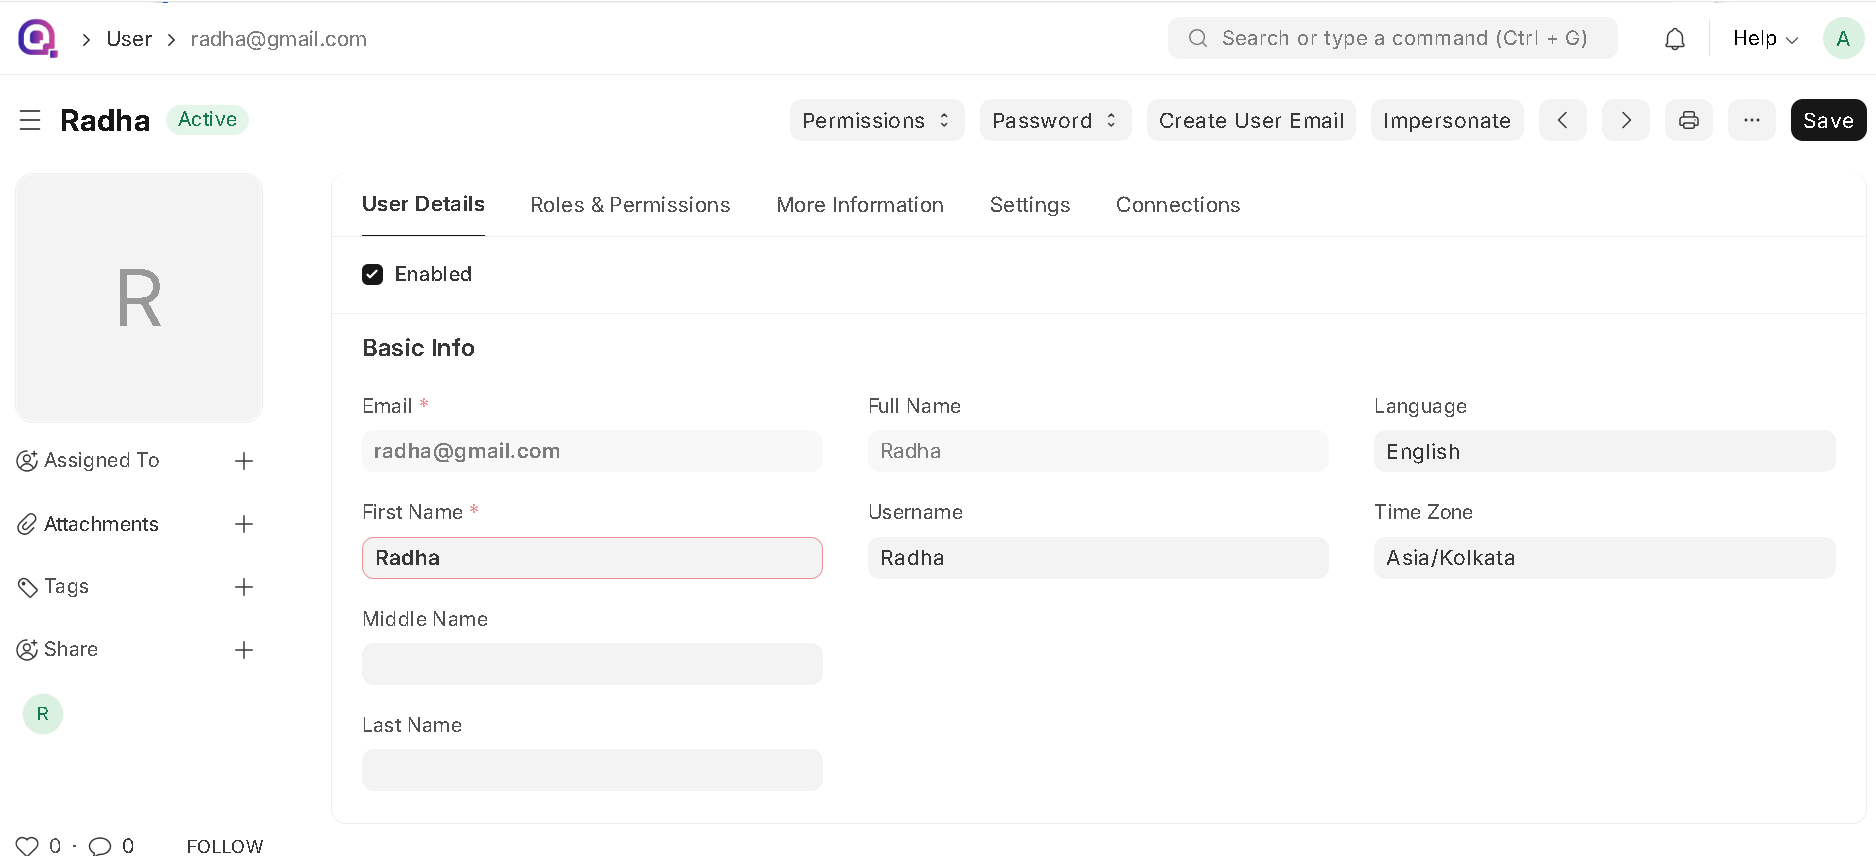 User
radha@gmail.com
Search or type a command (Ctrl + G)
Help
A
Radha
Active
Permissions
Password
Create User Email
Impersonate
Save
R
Assigned To
Attachments
Tags
Share
R
0 · 0
FOLLOW
User Details
Roles & Permissions
More Information
Settings
Connections
Enabled
Basic Info
Email *
radha@gmail.com
Full Name
Radha
Language
English
First Name *
Radha
Username
Radha
Time Zone
Asia/Kolkata
Middle Name
Last Name